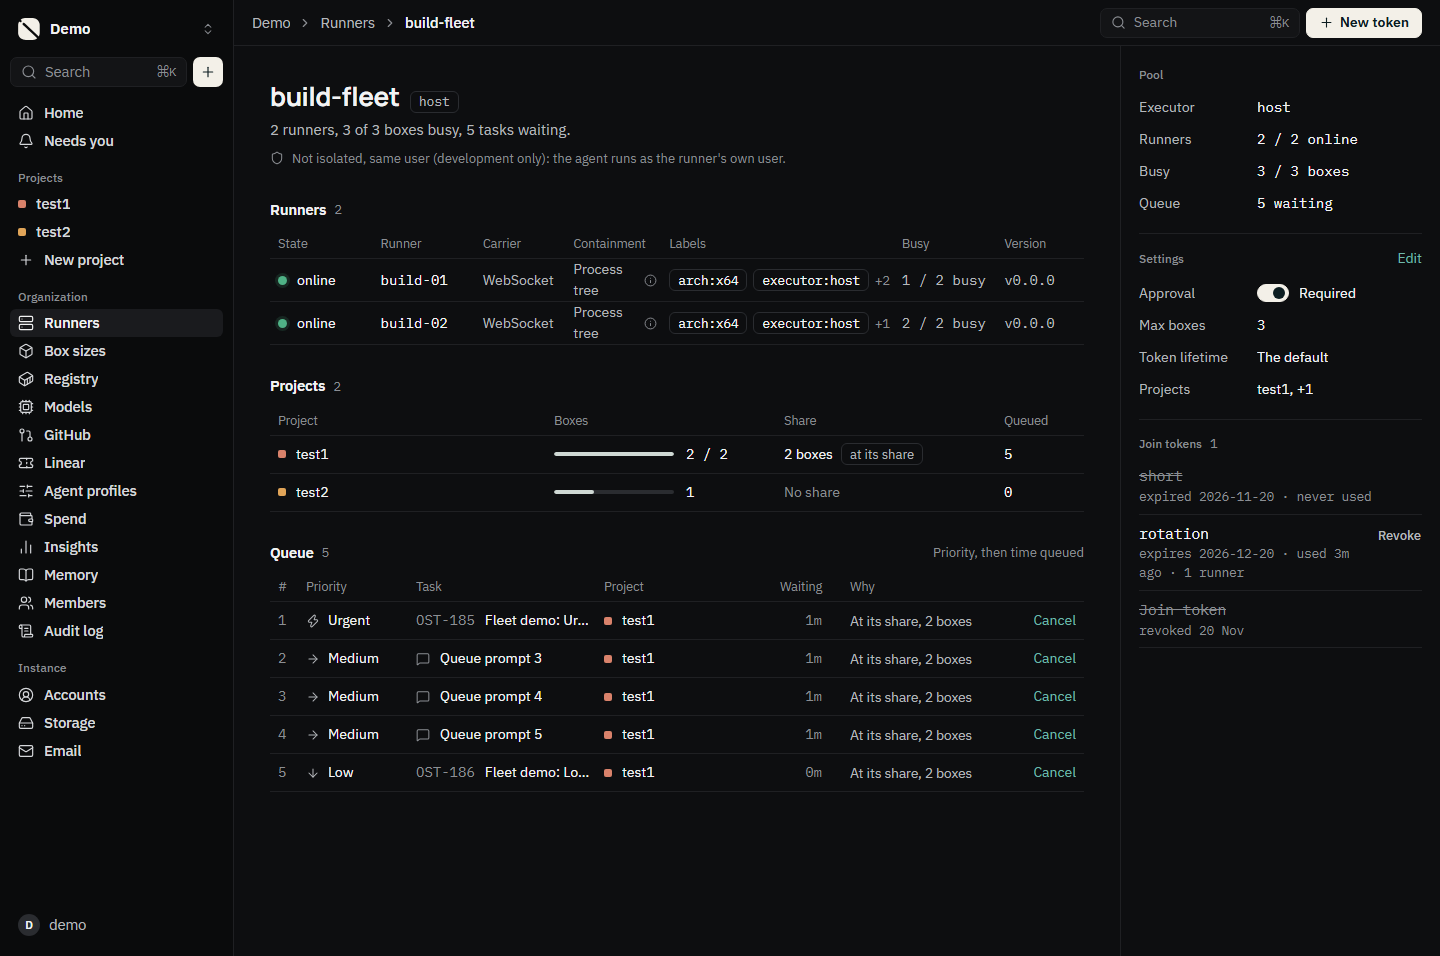 Demo
Search ⌘K
Home
Needs you
Projects
test1
test2
New project
Organization
Runners
Box sizes
Registry
Models
GitHub
Linear
Agent profiles
Spend
Insights
Memory
Members
Audit log
Instance
Accounts
Storage
Email
D demo
Demo > Runners > build-fleet
Search ⌘K
New token
build-fleet host
2 runners, 3 of 3 boxes busy, 5 tasks waiting.
Not isolated, same user (development only): the agent runs as the runner's own user.
Runners 2
State Runner Carrier Containment Labels Busy Version
online build-01 WebSocket Process tree arch:x64 executor:host +2 1 / 2 busy v0.0.0
online build-02 WebSocket Process tree arch:x64 executor:host +1 2 / 2 busy v0.0.0
Projects 2
Project Boxes Share Queued
test1 2 / 2 2 boxes at its share 5
test2 1 No share 0
Queue 5 Priority, then time queued
# Priority Task Project Waiting Why
1 Urgent OST-185 Fleet demo: Ur... test1 1m At its share, 2 boxes Cancel
2 Medium Queue prompt 3 test1 1m At its share, 2 boxes Cancel
3 Medium Queue prompt 4 test1 1m At its share, 2 boxes Cancel
4 Medium Queue prompt 5 test1 1m At its share, 2 boxes Cancel
5 Low OST-186 Fleet demo: Lo... test1 0m At its share, 2 boxes Cancel
Pool
Executor host
Runners 2 / 2 online
Busy 3 / 3 boxes
Queue 5 waiting
Settings Edit
Approval Required
Max boxes 3
Token lifetime The default
Projects test1, +1
Join tokens 1
short
expired 2026-11-20 · never used
rotation Revoke
expires 2026-12-20 · used 3m
ago · 1 runner
Join token
revoked 20 Nov